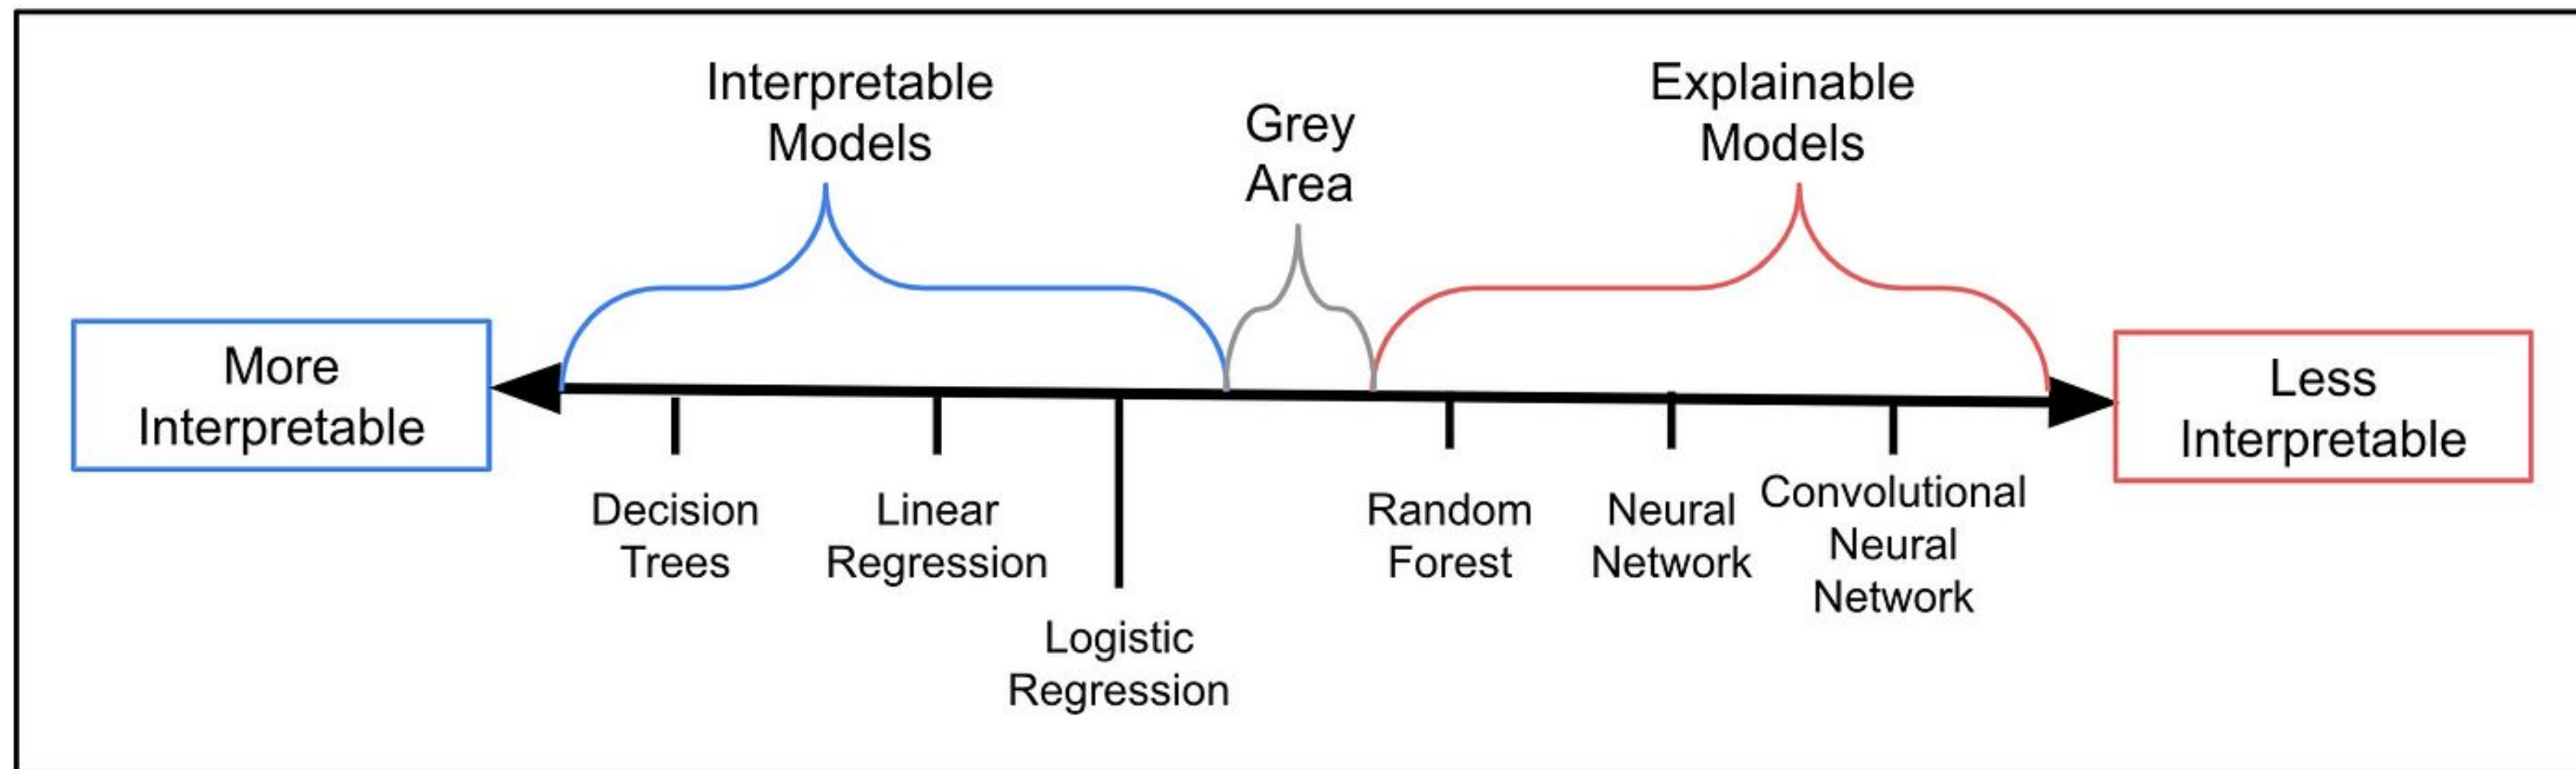 Interpretable
Models
Grey
Area
Explainable
Models
More
Interpretable
Less
Interpretable
Decision
Trees
Linear
Regression
Logistic
Regression
Random
Forest
Neural
Network
Convolutional
Neural
Network